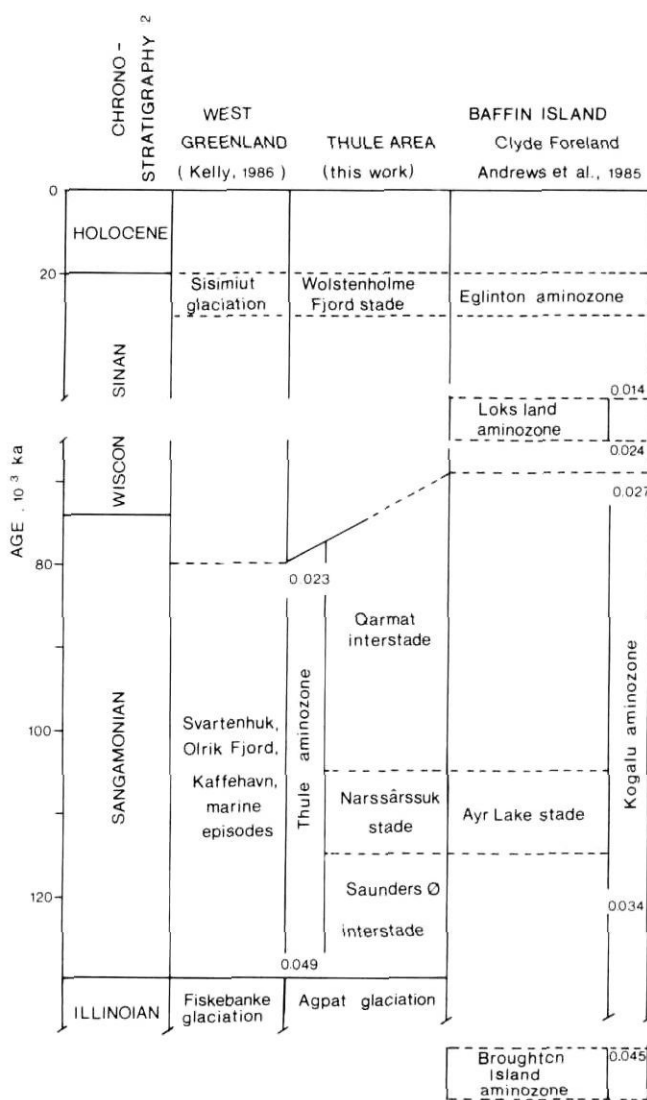 CHRONO -
STRATIGRAPHY 2
WEST
GREENLAND
( Kelly, 1986 )
THULE AREA
(this work)
BAFFIN ISLAND
Clyde Foreland
Andrews et al., 1985
AGE , 10³ ka
0
20
80
100
120
HOLOCENE
WISCON
SINAN
SANGAMONIAN
ILLINOIAN
Sisimiut
glaciation
Svartenhuk,
Olrik Fjord,
Kaffehavn,
marine
episodes
Fiskebanke
glaciation
Wolstenholme
Fjord stade
0.023
Thule aminozone
0.049
Qarmat
interstade
Narssârssuk
stade
Saunders Ø
interstade
Agpat glaciation
Eglinton aminozone
0.014
Loks land
aminozone
0.024
0.027
Kogalu aminozone
Ayr Lake stade
0.034
Broughtcn
Island
aminozone
0.045